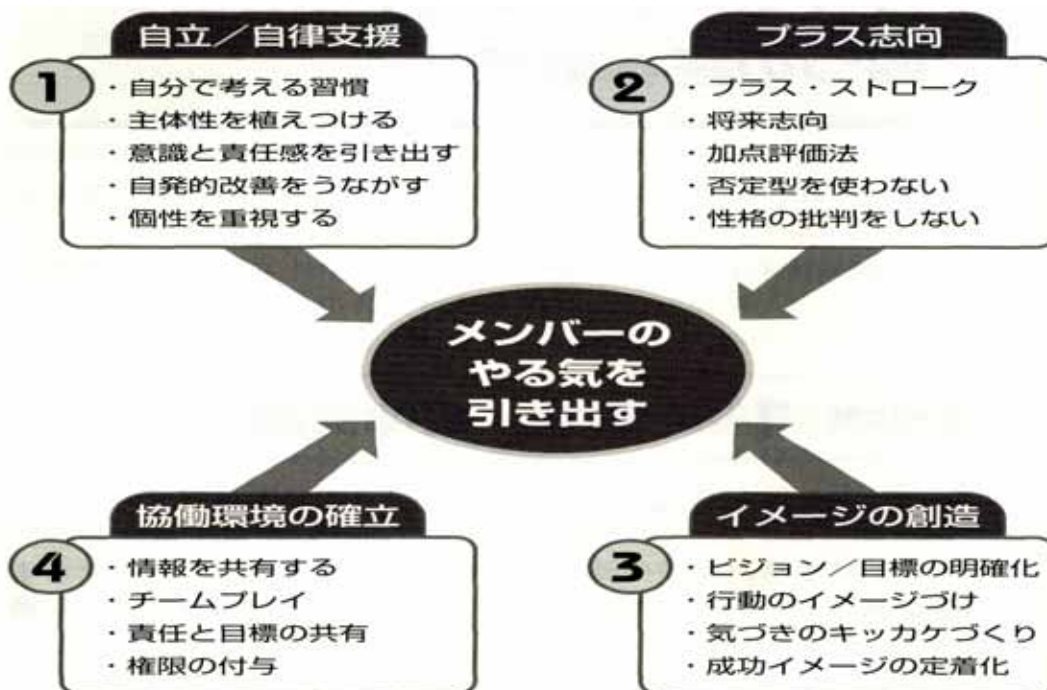 自立／自律支援
1
・自分で考える習慣
・主体性を植えつける
・意識と責任感を引き出す
・自発的改善をうながす
・個性を重視する
プラス志向
2
・プラス・ストローク
・将来志向
・加点評価法
・否定型を使わない
・性格の批判をしない
メンバーの
やる気を
引き出す
イメージの創造
3
・ビジョン／目標の明確化
・行動のイメージづけ
・気づきのキッカケづくり
・成功イメージの定着化
協働環境の確立
4
・情報を共有する
・チームプレイ
・責任と目標の共有
・権限の付与